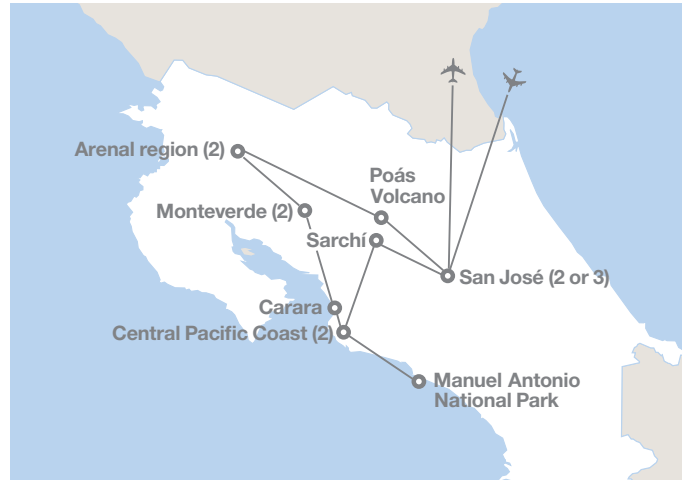 Arenal region (2)
Poás
Volcano
Monteverde (2)
Sarchí
San José (2 or 3)
Carara
Central Pacific Coast (2)
Manuel Antonio
National Park